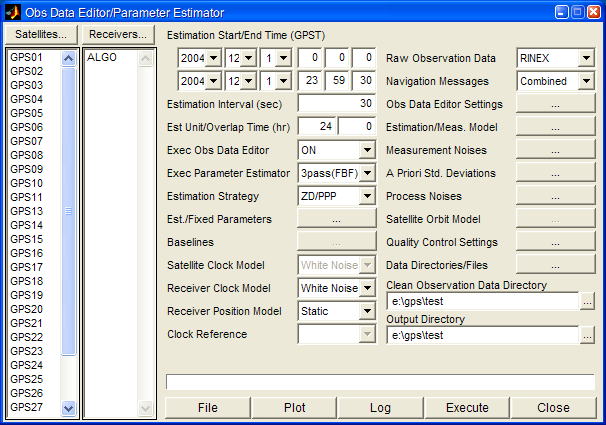 Obs Data Editor/Parameter Estimator
Satellites...
Receivers...
GPS01
GPS02
GPS03
GPS04
GPS05
GPS06
GPS07
GPS08
GPS09
GPS10
GPS11
GPS13
GPS14
GPS15
GPS16
GPS17
GPS18
GPS19
GPS20
GPS21
GPS22
GPS23
GPS24
GPS25
GPS26
GPS27
ALGO
Estimation Start/End Time (GPST)
2004 12 1 0 0 0
2004 12 1 23 59 30
Estimation Interval (sec) 30
Est Unit/Overlap Time (hr) 24 0
Exec Obs Data Editor ON
Exec Parameter Estimator 3pass(FBF)
Estimation Strategy ZD/PPP
Est./Fixed Parameters ...
Baselines ...
Satellite Clock Model White Noise
Receiver Clock Model White Noise
Receiver Position Model Static
Clock Reference
Raw Observation Data RINEX
Navigation Messages Combined
Obs Data Editor Settings ...
Estimation/Meas. Model ...
Measurement Noises ...
A Priori Std. Deviations ...
Process Noises ...
Satellite Orbit Model ...
Quality Control Settings ...
Data Directories/Files ...
Clean Observation Data Directory
e:\gps\test ...
Output Directory
e:\gps\test ...
File Plot Log Execute Close